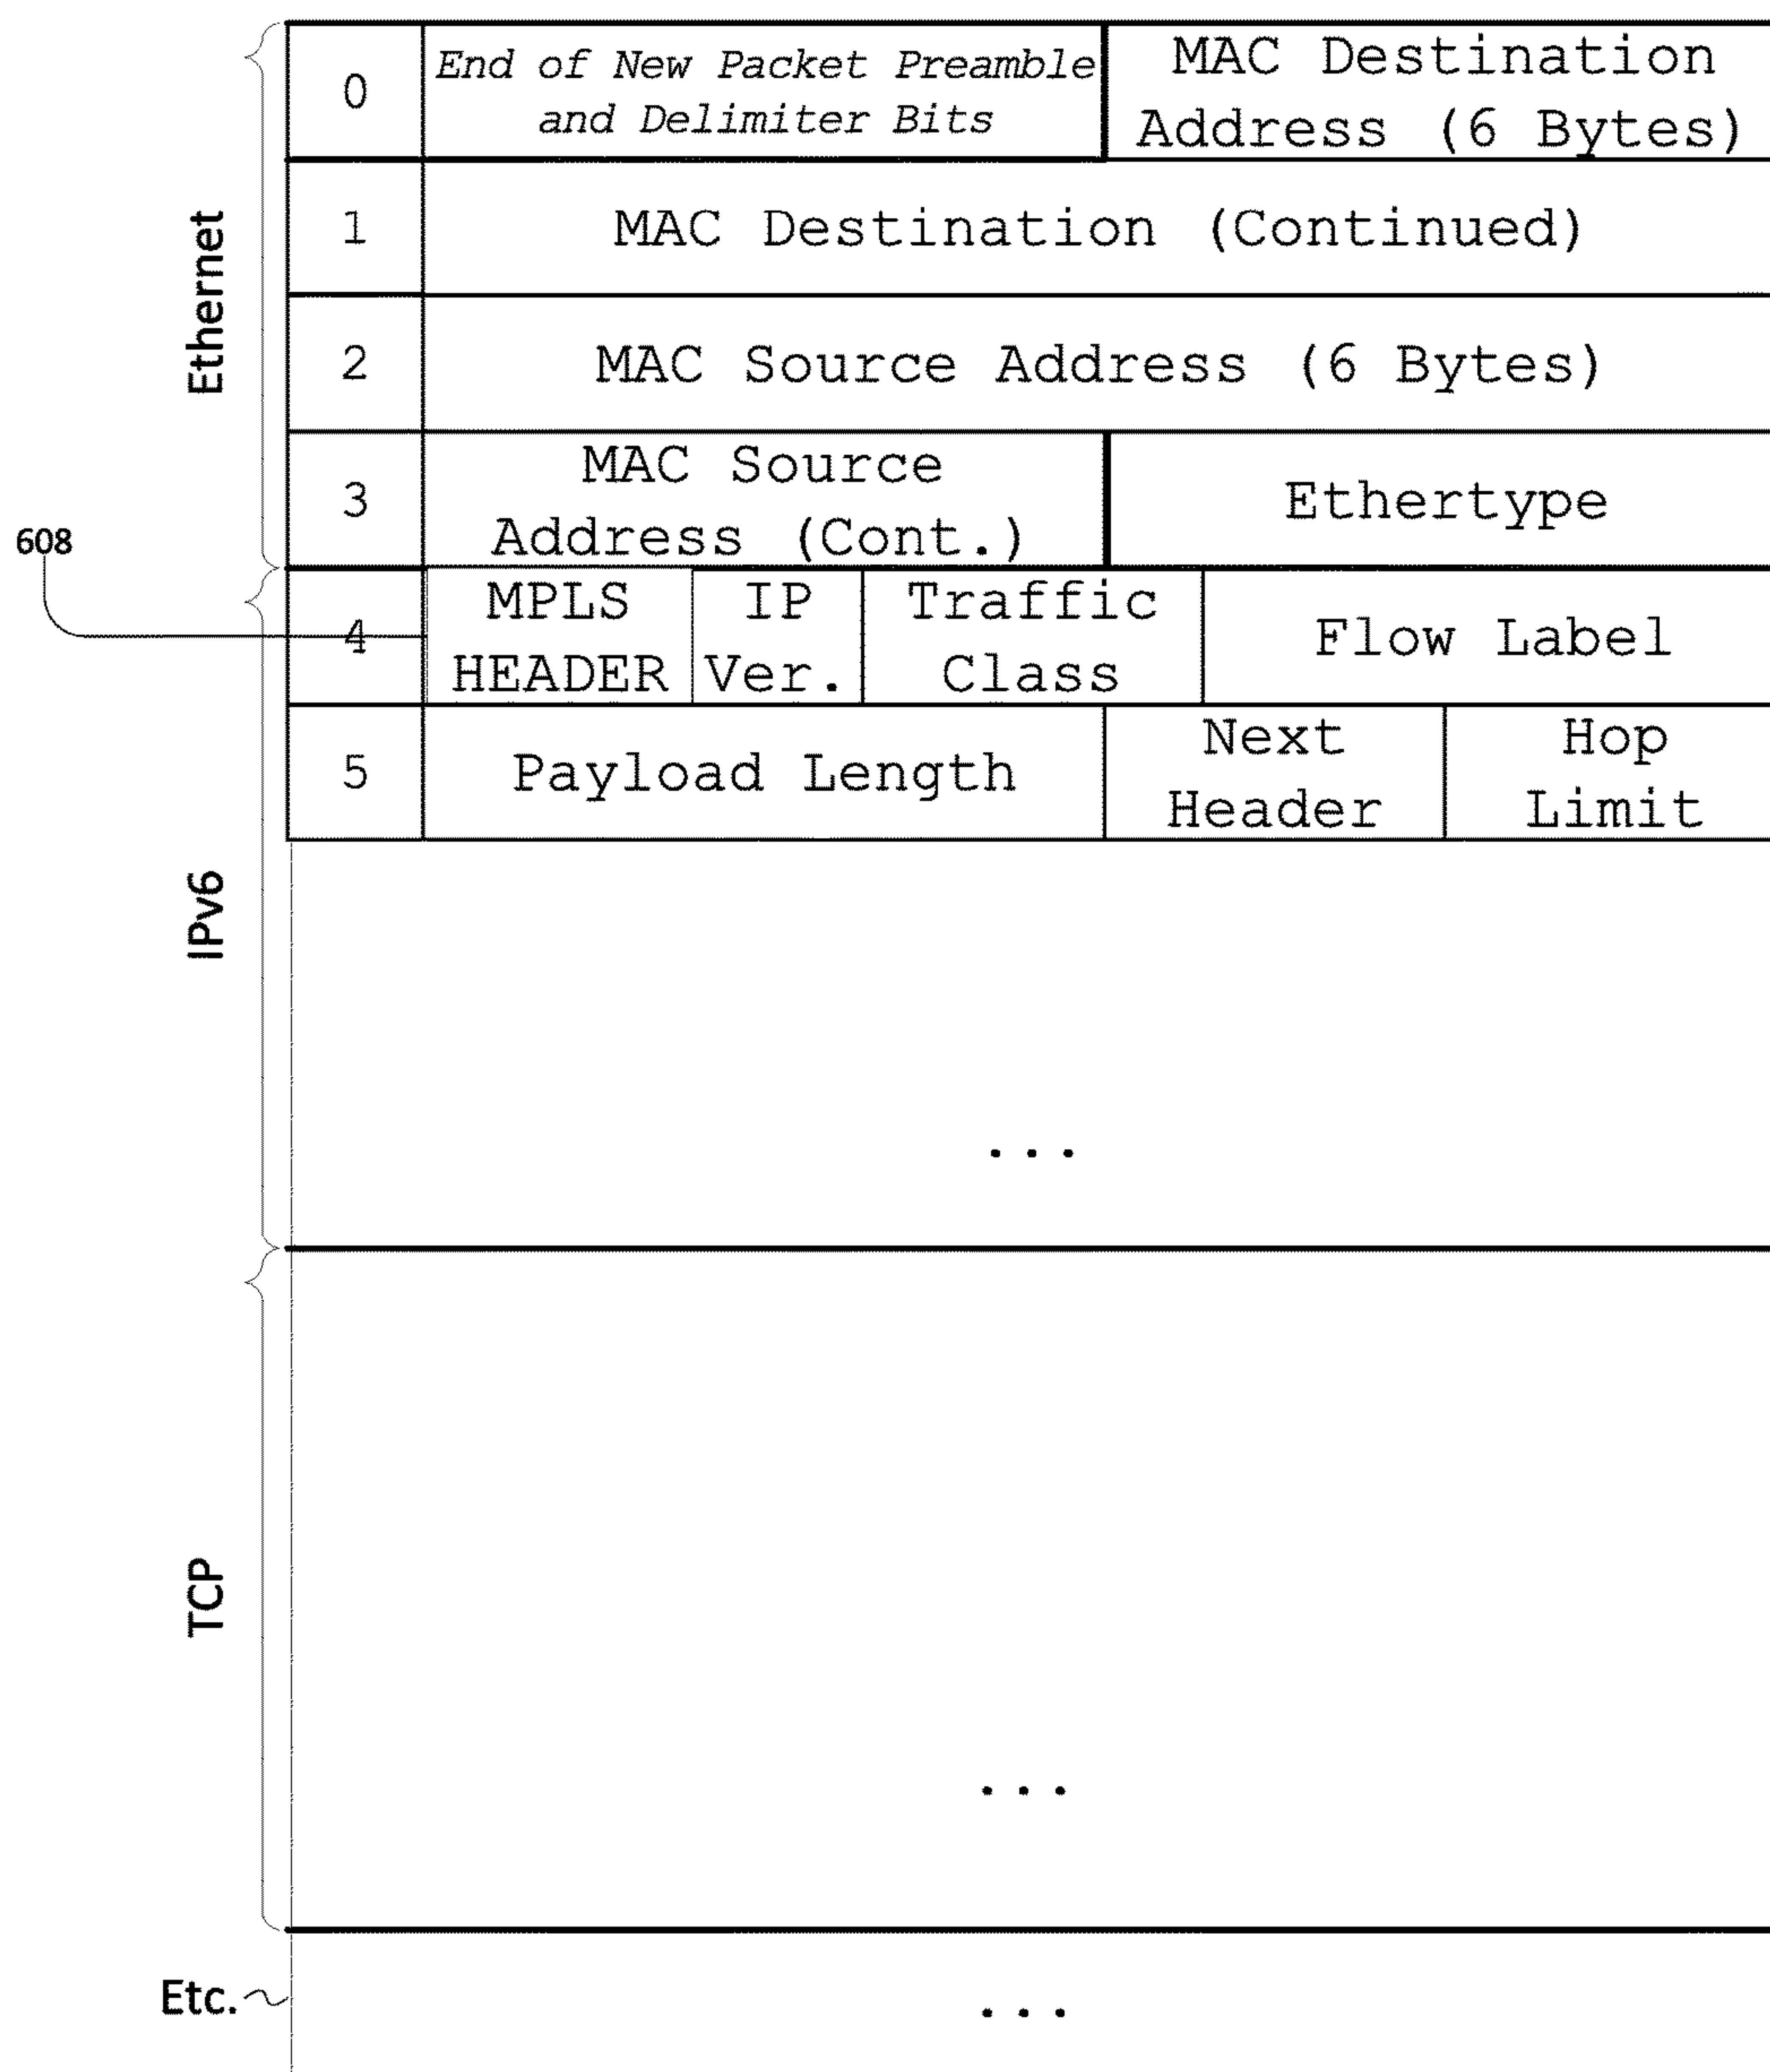 Ethernet
0
End of New Packet Preamble
and Delimiter Bits
MAC Destination
Address (6 Bytes)
1
MAC Destination (Continued)
2
MAC Source Address (6 Bytes)
3
MAC Source
Address (Cont.)
Ethertype
608
IPv6
4
MPLS
HEADER
IP
Ver.
Traffic
Class
Flow Label
5
Payload Length
Next
Header
Hop
Limit
...
TCP
...
Etc.
...